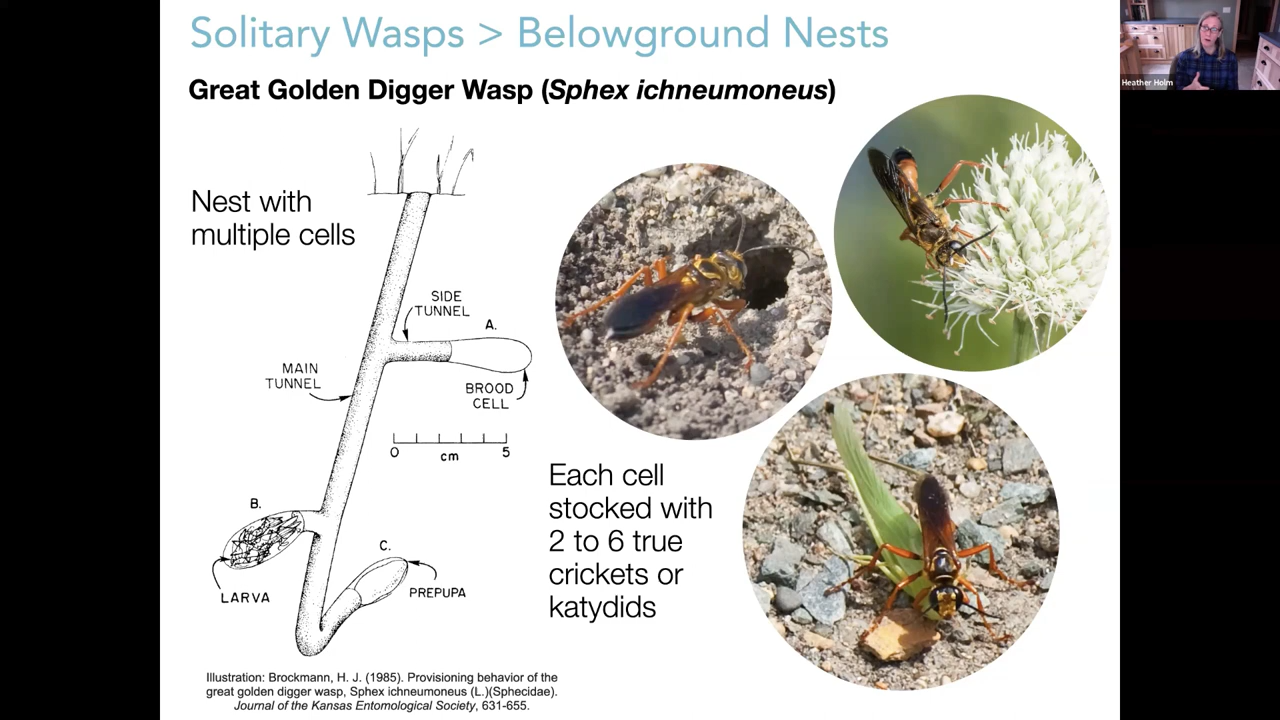 Solitary Wasps > Belowground Nests
Great Golden Digger Wasp (Sphex ichneumoneus)
Heather Holm
Nest with
multiple cells
SIDE
TUNNEL
A.
MAIN
TUNNEL
BROOD
CELL
0 5
cm
B.
C.
LARVA
PREPUPA
Each cell
stocked with
2 to 6 true
crickets or
katydids
Illustration: Brockmann, H. J. (1985). Provisioning behavior of the
great golden digger wasp, Sphex ichneumoneus (L.)(Sphecidae).
Journal of the Kansas Entomological Society, 631-655.